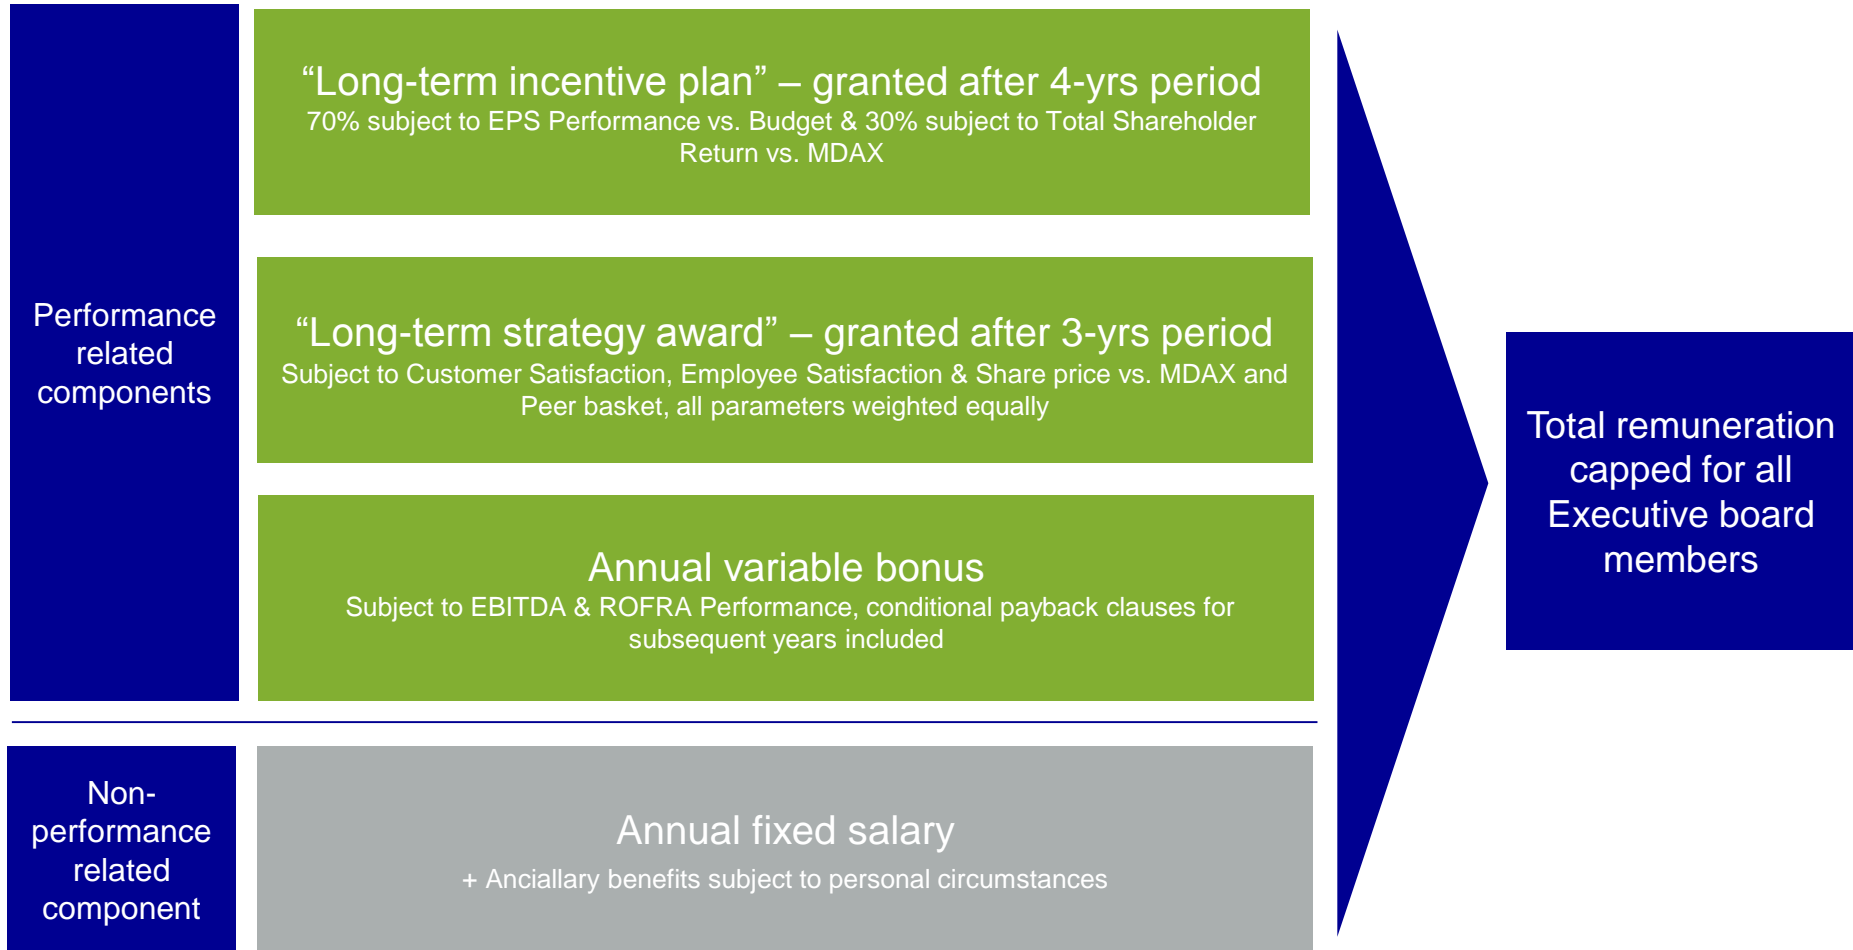 Performance
related
components
“Long-term incentive plan” – granted after 4-yrs period
70% subject to EPS Performance vs. Budget & 30% subject to Total Shareholder
Return vs. MDAX
“Long-term strategy award” – granted after 3-yrs period
Subject to Customer Satisfaction, Employee Satisfaction & Share price vs. MDAX and
Peer basket, all parameters weighted equally
Annual variable bonus
Subject to EBITDA & ROFRA Performance, conditional payback clauses for
subsequent years included
Non-
performance
related
component
Annual fixed salary
+ Anciallary benefits subject to personal circumstances
Total remuneration
capped for all
Executive board
members